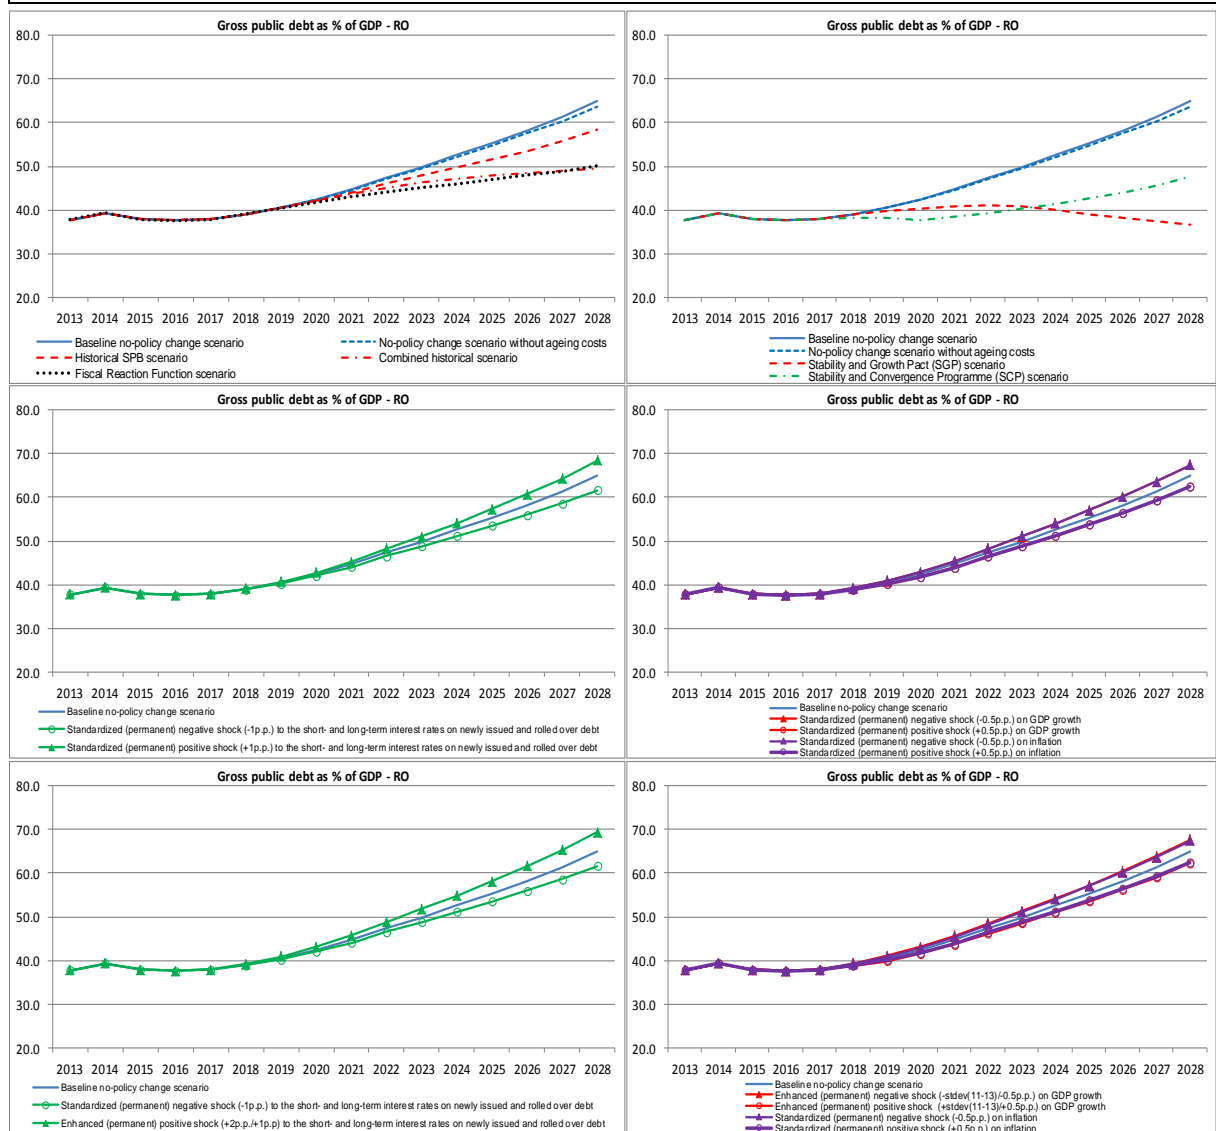 Gross public debt as % of GDP - RO
80.0
70.0
60.0
50.0
40.0
30.0
20.0
2013 2014 2015 2016 2017 2018 2019 2020 2021 2022 2023 2024 2025 2026 2027 2028
Baseline no-policy change scenario
No-policy change scenario without ageing costs
Historical SPB scenario
Combined historical scenario
Fiscal Reaction Function scenario
Gross public debt as % of GDP - RO
80.0
70.0
60.0
50.0
40.0
30.0
20.0
2013 2014 2015 2016 2017 2018 2019 2020 2021 2022 2023 2024 2025 2026 2027 2028
Baseline no-policy change scenario
No-policy change scenario without ageing costs
Stability and Growth Pact (SGP) scenario
Stability and Convergence Programme (SCP) scenario
Gross public debt as % of GDP - RO
80.0
70.0
60.0
50.0
40.0
30.0
20.0
2013 2014 2015 2016 2017 2018 2019 2020 2021 2022 2023 2024 2025 2026 2027 2028
Baseline no-policy change scenario
Standardized (permanent) negative shock (-1p.p.) to the short- and long-term interest rates on newly issued and rolled over debt
Standardized (permanent) positive shock (+1p.p.) to the short- and long-term interest rates on newly issued and rolled over debt
Gross public debt as % of GDP - RO
80.0
70.0
60.0
50.0
40.0
30.0
20.0
2013 2014 2015 2016 2017 2018 2019 2020 2021 2022 2023 2024 2025 2026 2027 2028
Baseline no-policy change scenario
Standardized (permanent) negative shock (-0.5p.p.) on GDP growth
Standardized (permanent) positive shock (+0.5p.p.) on GDP growth
Standardized (permanent) negative shock (-0.5p.p.) on inflation
Standardized (permanent) positive shock (+0.5p.p.) on inflation
Gross public debt as % of GDP - RO
80.0
70.0
60.0
50.0
40.0
30.0
20.0
2013 2014 2015 2016 2017 2018 2019 2020 2021 2022 2023 2024 2025 2026 2027 2028
Baseline no-policy change scenario
Standardized (permanent) negative shock (-1p.p.) to the short- and long-term interest rates on newly issued and rolled over debt
Enhanced (permanent) positive shock (+2p.p./+1p.p) to the short- and long-term interest rates on newly issued and rolled over debt
Gross public debt as % of GDP - RO
80.0
70.0
60.0
50.0
40.0
30.0
20.0
2013 2014 2015 2016 2017 2018 2019 2020 2021 2022 2023 2024 2025 2026 2027 2028
Baseline no-policy change scenario
Enhanced (permanent) negative shock (-stdev(11-13)/-0.5p.p.) on GDP growth
Enhanced (permanent) positive shock (+stdev(11-13)/+0.5p.p.) on GDP growth
Standardized (permanent) negative shock (-0.5p.p.) on inflation
Standardized (permanent) positive shock (+0.5p.p.) on inflation